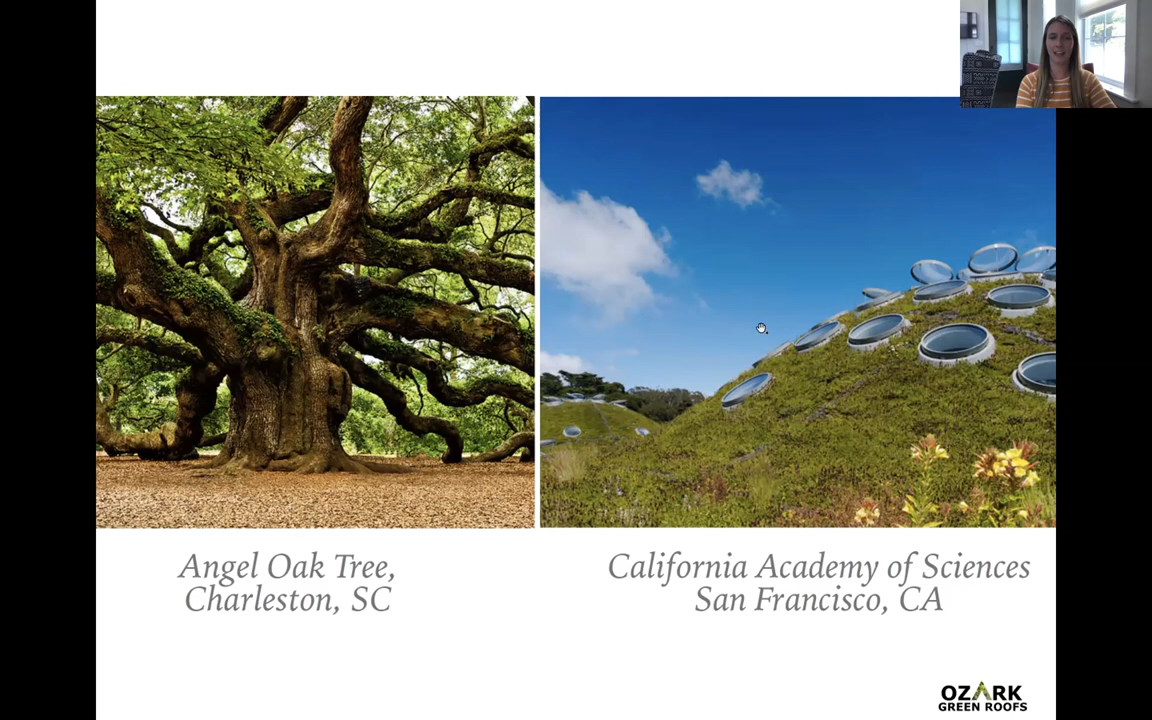 Angel Oak Tree,
Charleston, SC
California Academy of Sciences
San Francisco, CA
OZARK
GREEN ROOFS